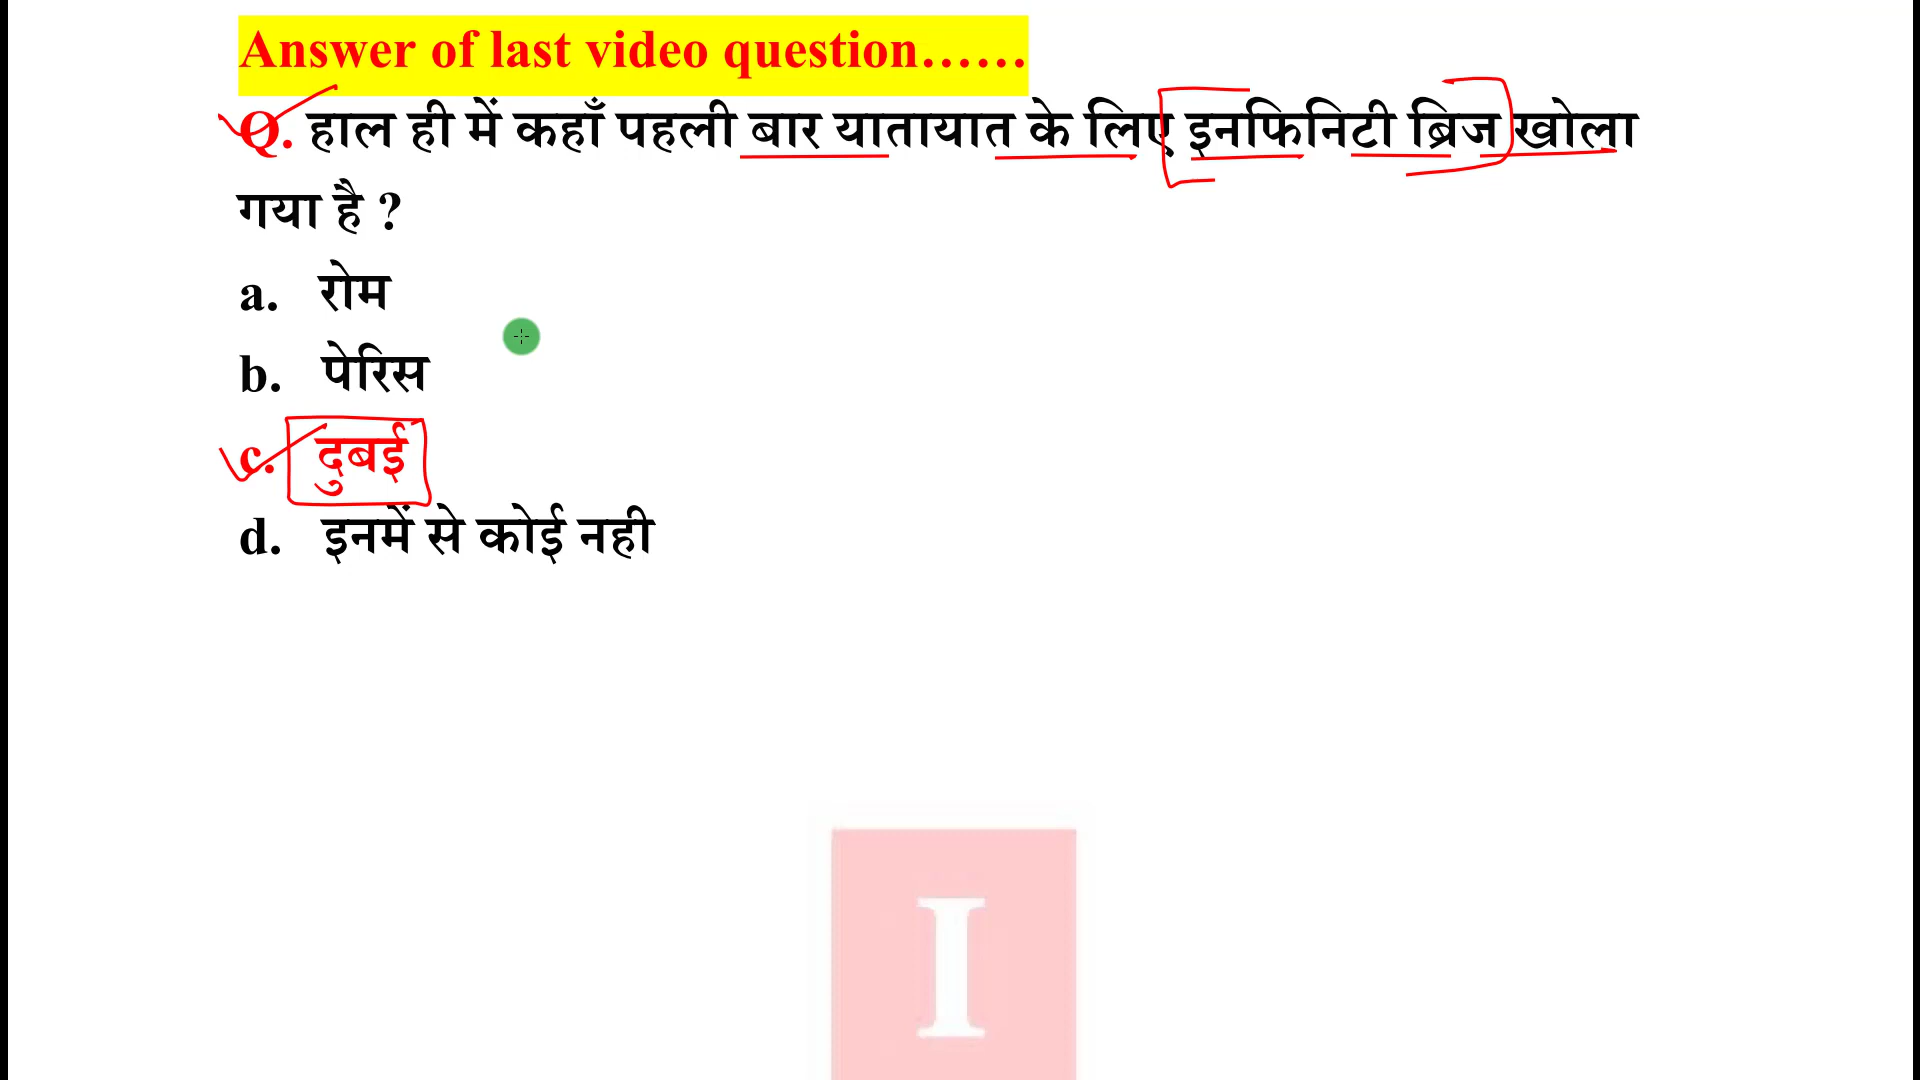 Answer of last video question……
Q. हाल ही में कहाँ पहली बार यातायात के लिए इनफिनिटी ब्रिज खोला
गया है ?
a. रोम
b. पेरिस
c. दुबई
d. इनमें से कोई नही
I